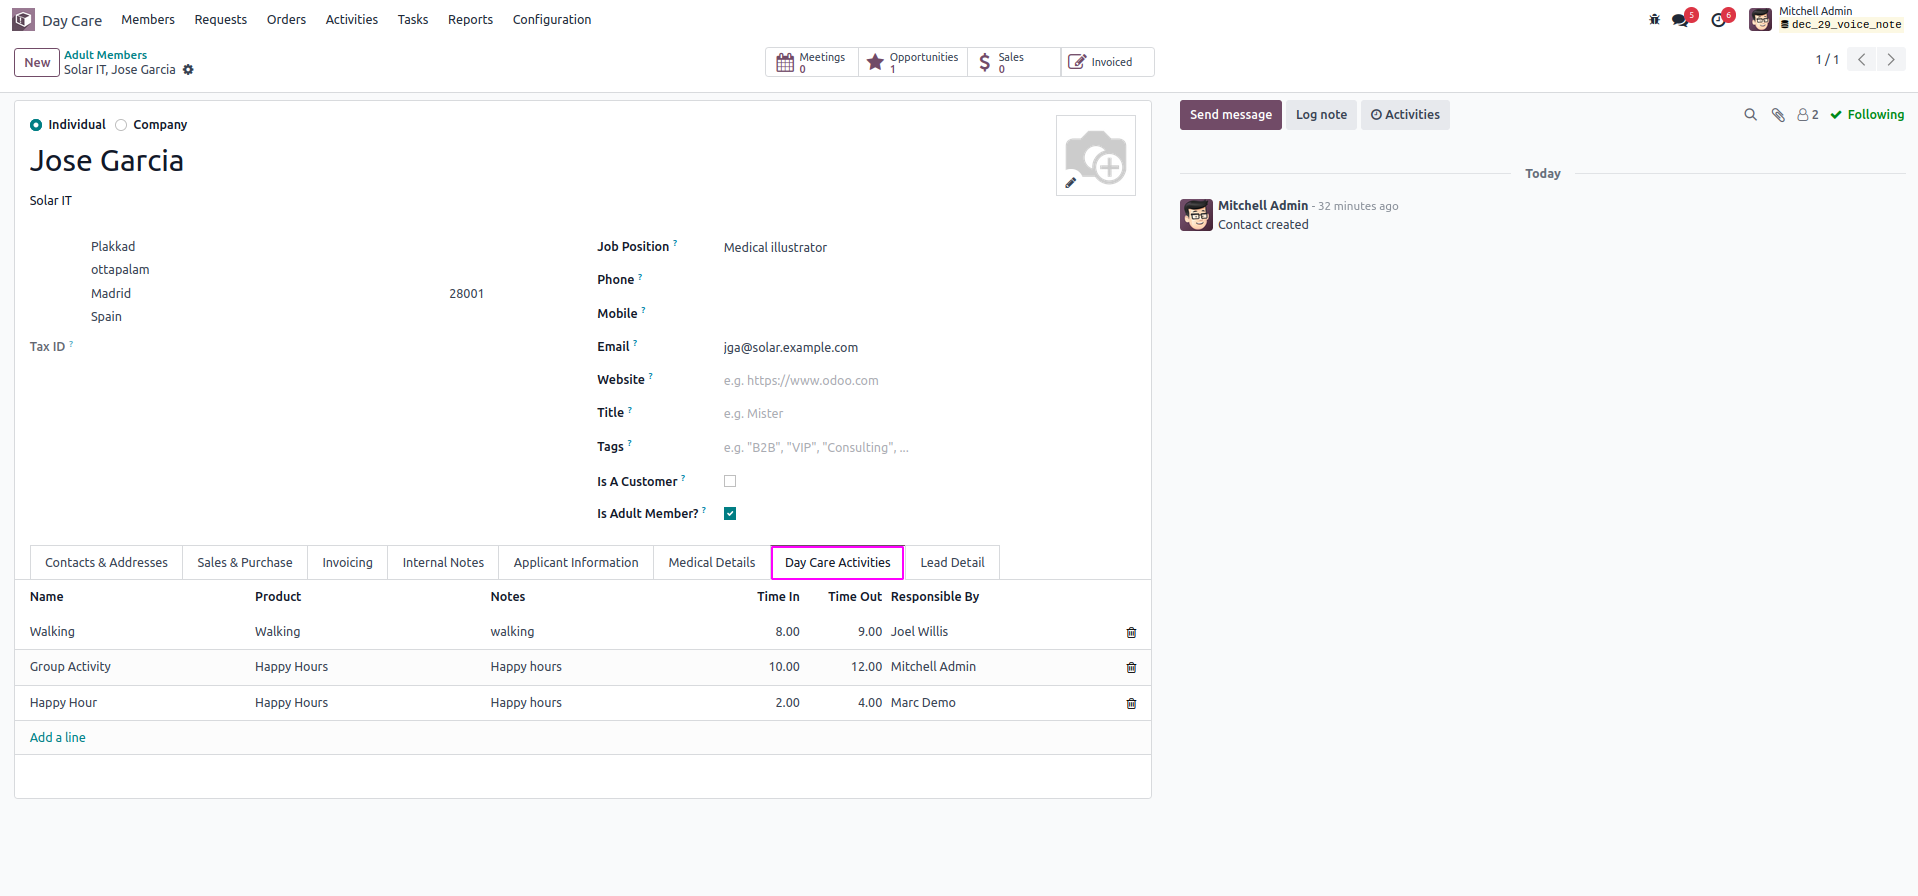 Day Care Members Requests Orders Activities Tasks Reports Configuration 5 6 Mitchell Admin
dec_29_voice_note
New Adult Members
Solar IT, Jose Garcia
Meetings 0 Opportunities 1 Sales 0 Invoiced
1 / 1
Individual Company
Jose Garcia
Solar IT
Plakkad
ottapalam
Madrid 28001
Spain
Tax ID ?
Job Position ? Medical illustrator
Phone ?
Mobile ?
Email ? jga@solar.example.com
Website ? e.g. https://www.odoo.com
Title ? e.g. Mister
Tags ? e.g. "B2B", "VIP", "Consulting", ...
Is A Customer ?
Is Adult Member? ?
Contacts & Addresses Sales & Purchase Invoicing Internal Notes Applicant Information Medical Details Day Care Activities Lead Detail
Name Product Notes Time In Time Out Responsible By
Walking Walking walking 8.00 9.00 Joel Willis
Group Activity Happy Hours Happy hours 10.00 12.00 Mitchell Admin
Happy Hour Happy Hours Happy hours 2.00 4.00 Marc Demo
Add a line
Send message Log note Activities 2 Following
Today
Mitchell Admin - 32 minutes ago
Contact created